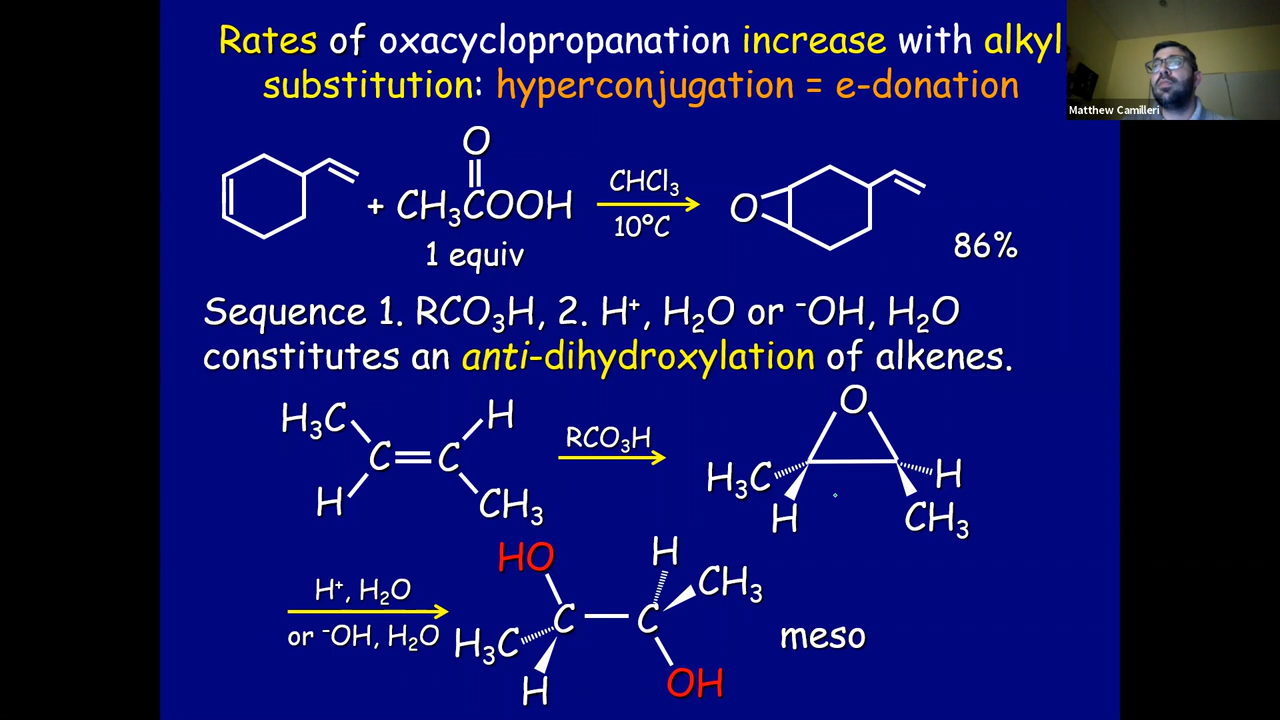 Rates of oxacyclopropanation increase with alkyl
substitution: hyperconjugation = e-donation
Matthew Camilleri
O
+ CH₃COOH
1 equiv
CHCl₃
10ºC
O
86%
Sequence 1. RCO₃H, 2. H⁺, H₂O or ⁻OH, H₂O
constitutes an anti-dihydroxylation of alkenes.
H₃C H
C C
H CH₃
RCO₃H
O
H₃C H
H CH₃
H⁺, H₂O
or ⁻OH, H₂O
HO H
CH₃
C C
H₃C
H OH
meso